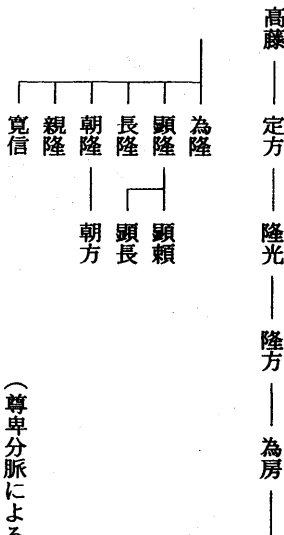 高藤 定方 隆光 隆方 為房
為隆
顕隆 顕頼
顕長
長隆
朝隆 朝方
親隆
寛信
(尊卑分脈による